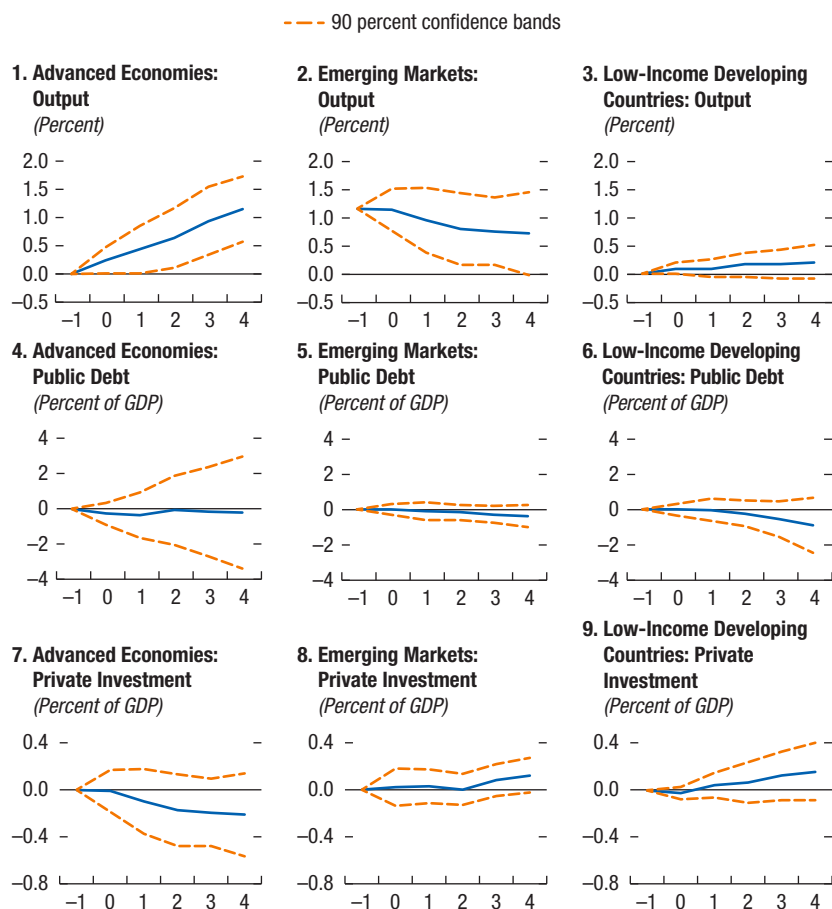 90 percent confidence bands
1. Advanced Economies:
Output
(Percent)
2.0
1.5
1.0
0.5
0.0
–0.5
–1 0 1 2 3 4
2. Emerging Markets:
Output
(Percent)
2.0
1.5
1.0
0.5
0.0
–0.5
–1 0 1 2 3 4
3. Low-Income Developing
Countries: Output
(Percent)
2.0
1.5
1.0
0.5
0.0
–0.5
–1 0 1 2 3 4
4. Advanced Economies:
Public Debt
(Percent of GDP)
4
2
0
–2
–4
–1 0 1 2 3 4
5. Emerging Markets:
Public Debt
(Percent of GDP)
4
2
0
–2
–4
–1 0 1 2 3 4
6. Low-Income Developing
Countries: Public Debt
(Percent of GDP)
4
2
0
–2
–4
–1 0 1 2 3 4
7. Advanced Economies:
Private Investment
(Percent of GDP)
0.4
0.0
–0.4
–0.8
–1 0 1 2 3 4
8. Emerging Markets:
Private Investment
(Percent of GDP)
0.4
0.0
–0.4
–0.8
–1 0 1 2 3 4
9. Low-Income Developing
Countries: Private
Investment
(Percent of GDP)
0.4
0.0
–0.4
–0.8
–1 0 1 2 3 4